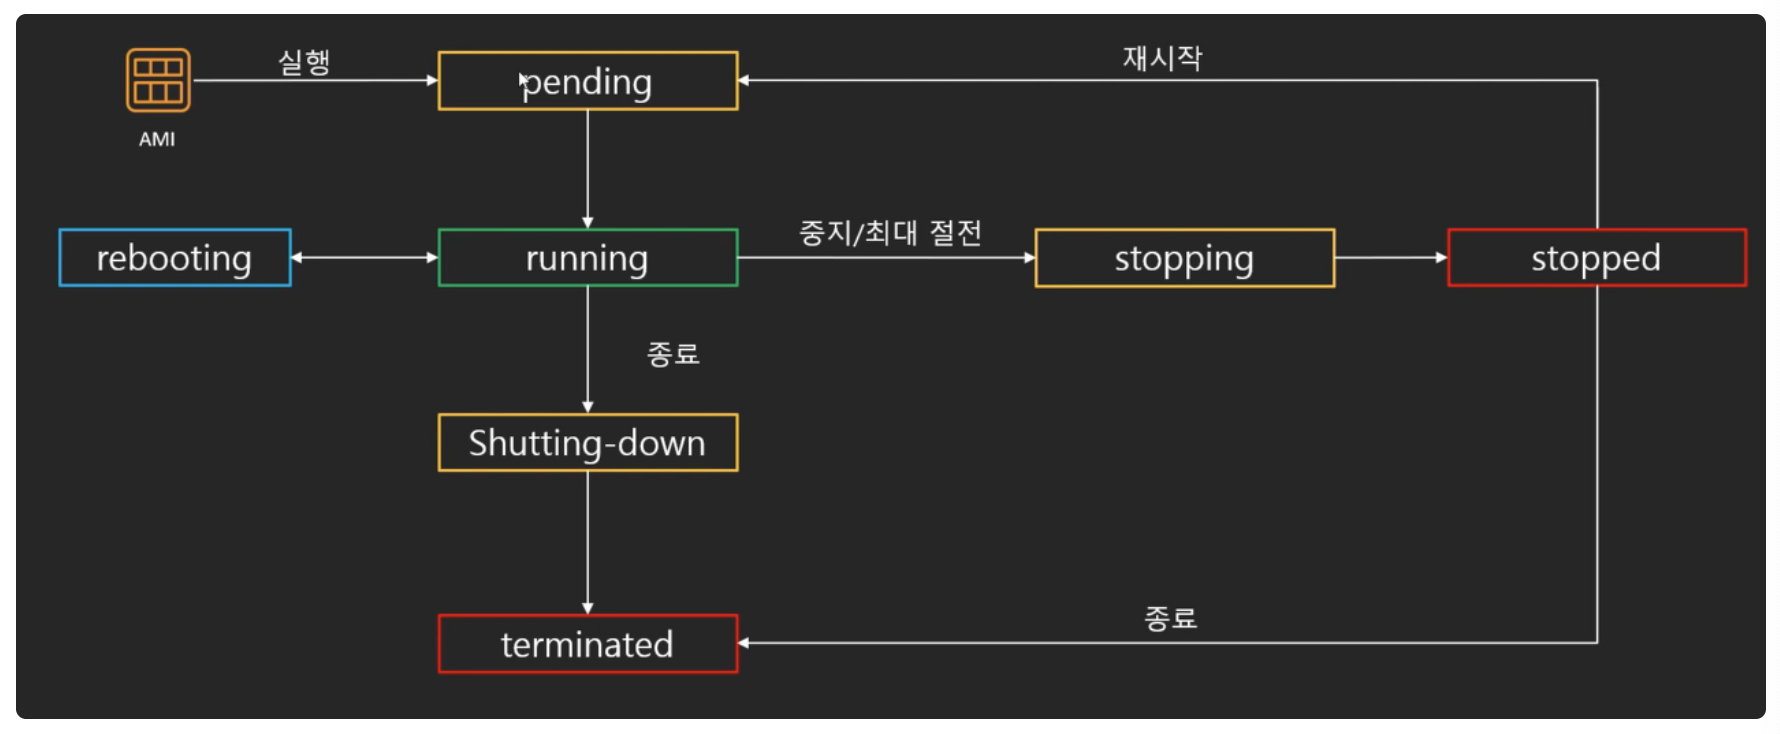 실행
pending
재시작
AMI
rebooting
running
중지/최대 절전
stopping
stopped
종료
Shutting-down
terminated
종료